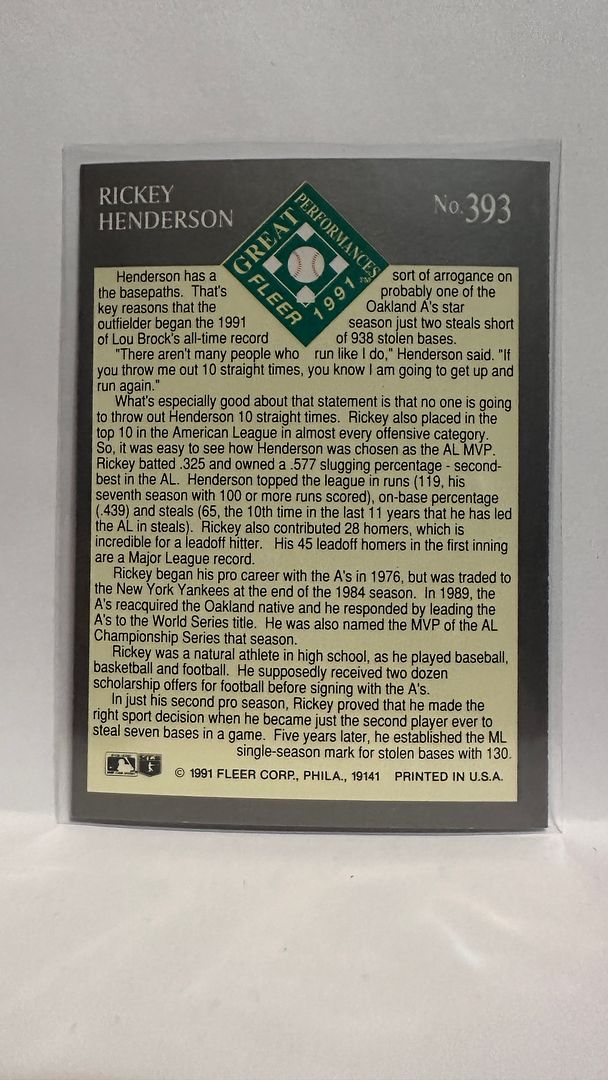 RICKEY
HENDERSON
GREAT
PERFORMANCES
FLEER
1991
TM
No. 393
Henderson has a sort of arrogance on
the basepaths. That's probably one of the
key reasons that the Oakland A's star
outfielder began the 1991 season just two steals short
of Lou Brock's all-time record of 938 stolen bases.
"There aren't many people who run like I do," Henderson said. "If
you throw me out 10 straight times, you know I am going to get up and
run again."
What's especially good about that statement is that no one is going
to throw out Henderson 10 straight times. Rickey also placed in the
top 10 in the American League in almost every offensive category.
So, it was easy to see how Henderson was chosen as the AL MVP.
Rickey batted .325 and owned a .577 slugging percentage - second-
best in the AL. Henderson topped the league in runs (119, his
seventh season with 100 or more runs scored), on-base percentage
(.439) and steals (65, the 10th time in the last 11 years that he has led
the AL in steals). Rickey also contributed 28 homers, which is
incredible for a leadoff hitter. His 45 leadoff homers in the first inning
are a Major League record.
Rickey began his pro career with the A's in 1976, but was traded to
the New York Yankees at the end of the 1984 season. In 1989, the
A's reacquired the Oakland native and he responded by leading the
A's to the World Series title. He was also named the MVP of the AL
Championship Series that season.
Rickey was a natural athlete in high school, as he played baseball,
basketball and football. He supposedly received two dozen
scholarship offers for football before signing with the A's.
In just his second pro season, Rickey proved that he made the
right sport decision when he became just the second player ever to
steal seven bases in a game. Five years later, he established the ML
single-season mark for stolen bases with 130.
© 1991 FLEER CORP., PHILA., 19141 PRINTED IN U.S.A.